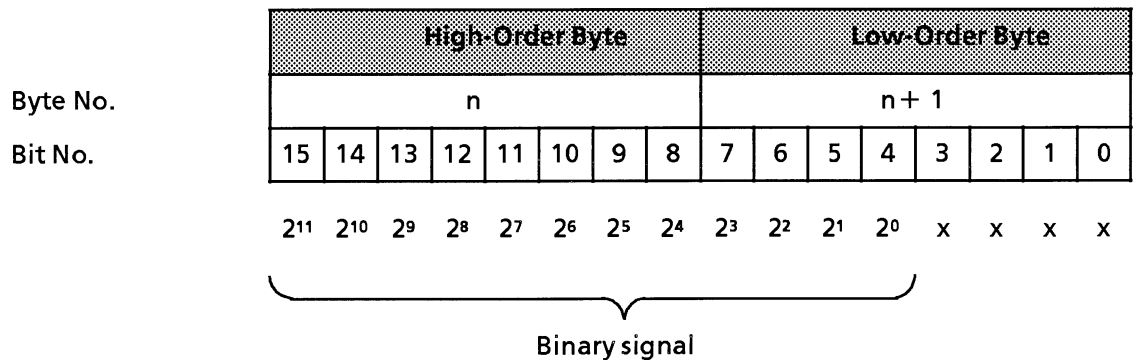 High-Order Byte Low-Order Byte
Byte No. n n+ 1
Bit No. 15 14 13 12 11 10 9 8 7 6 5 4 3 2 1 0
2¹¹ 2¹⁰ 2⁹ 2⁸ 2⁷ 2⁶ 2⁵ 2⁴ 2³ 2² 2¹ 2⁰ x x x x
Binary signal